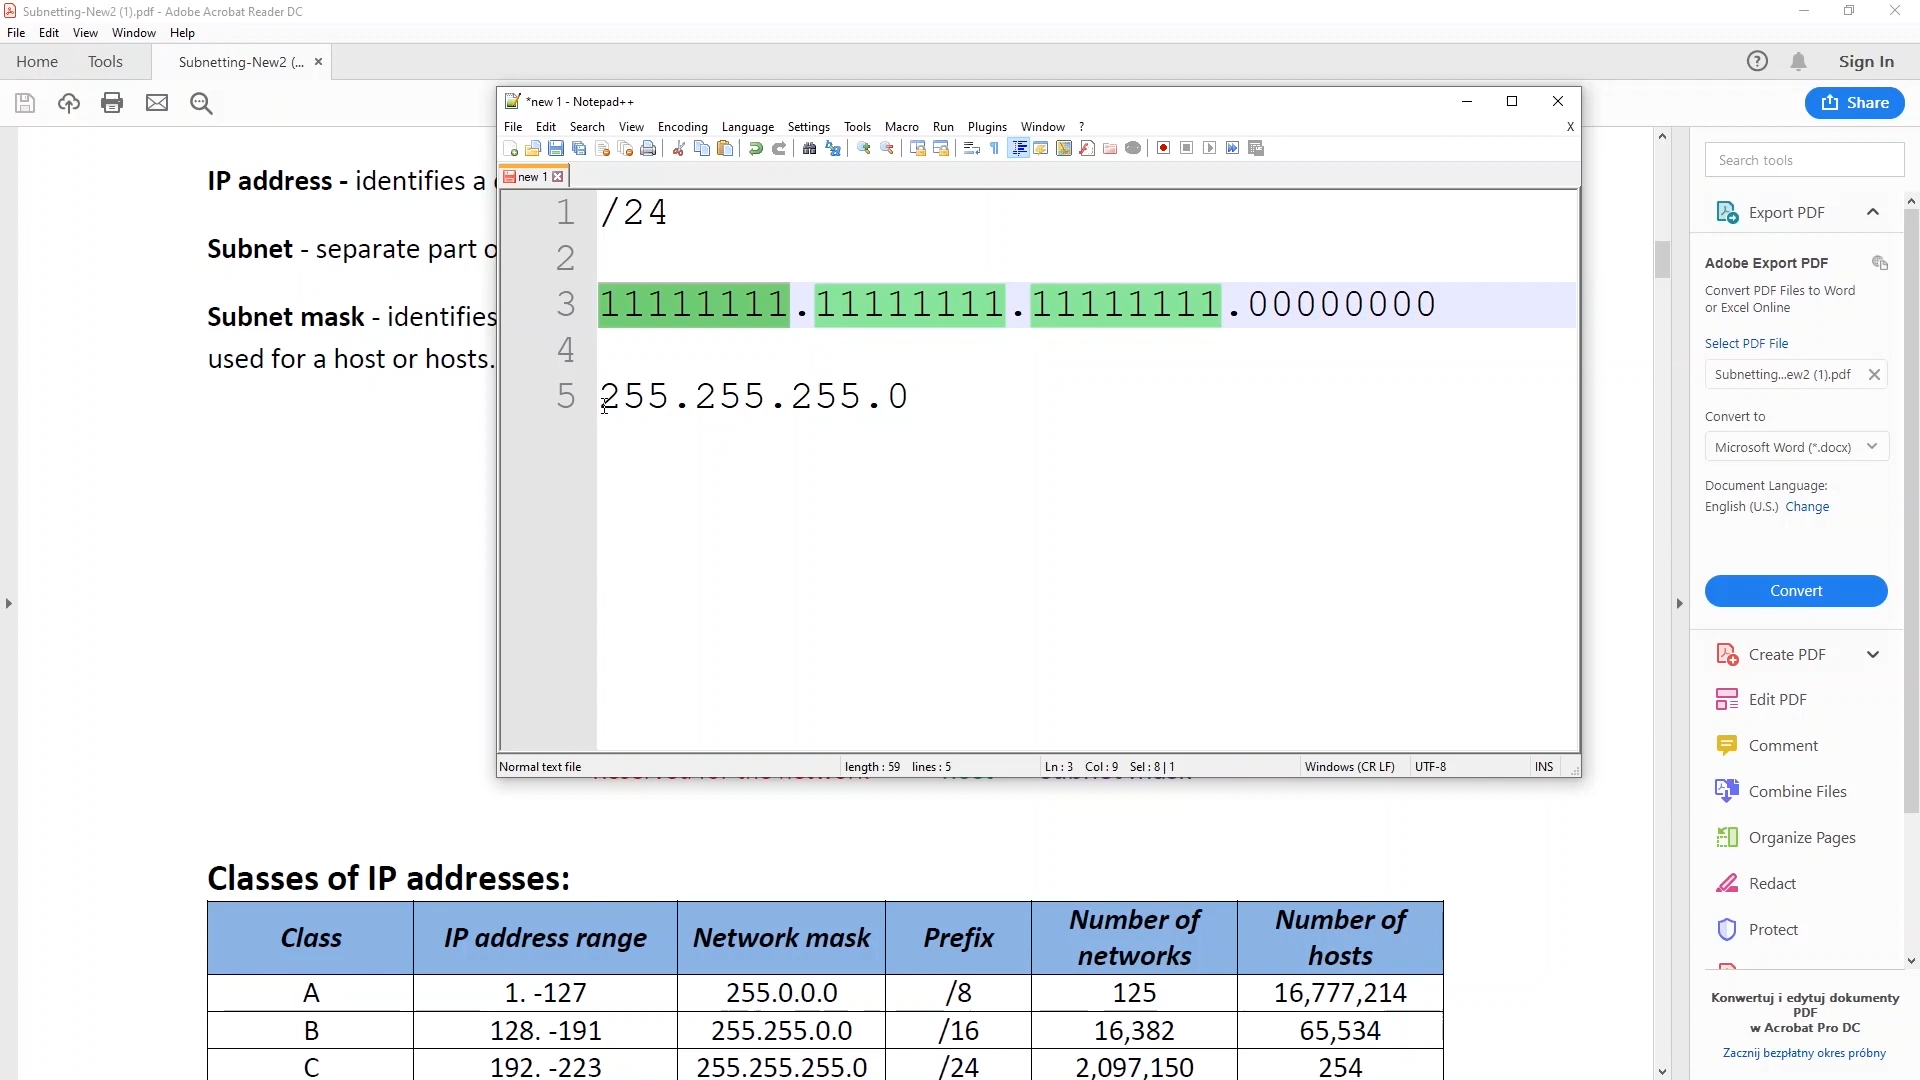 Subnetting-New2 (1).pdf - Adobe Acrobat Reader DC
File Edit View Window Help
Home Tools Subnetting-New2 (... ×
? Sign In
Share
*new 1 - Notepad++
File Edit Search View Encoding Language Settings Tools Macro Run Plugins Window ? X
new 1
1 /24
2
3 11111111.11111111.11111111.00000000
4
5 255.255.255.0
Normal text file length : 59 lines : 5 Ln : 3 Col : 9 Sel : 8 | 1 Windows (CR LF) UTF-8 INS
IP address - identifies a
Subnet - separate part o
Subnet mask - identifies
used for a host or hosts.
Classes of IP addresses:
Class IP address range Network mask Prefix Number of networks Number of hosts
A 1. -127 255.0.0.0 /8 125 16,777,214
B 128. -191 255.255.0.0 /16 16,382 65,534
C 192. -223 255.255.255.0 /24 2,097,150 254
Search tools
Export PDF
Adobe Export PDF
Convert PDF Files to Word
or Excel Online
Select PDF File
Subnetting...ew2 (1).pdf
Convert to
Microsoft Word (*.docx)
Document Language:
English (U.S.) Change
Convert
Create PDF
Edit PDF
Comment
Combine Files
Organize Pages
Redact
Protect
Konwertuj i edytuj dokumenty
PDF
w Acrobat Pro DC
Zacznij bezpłatny okres próbny